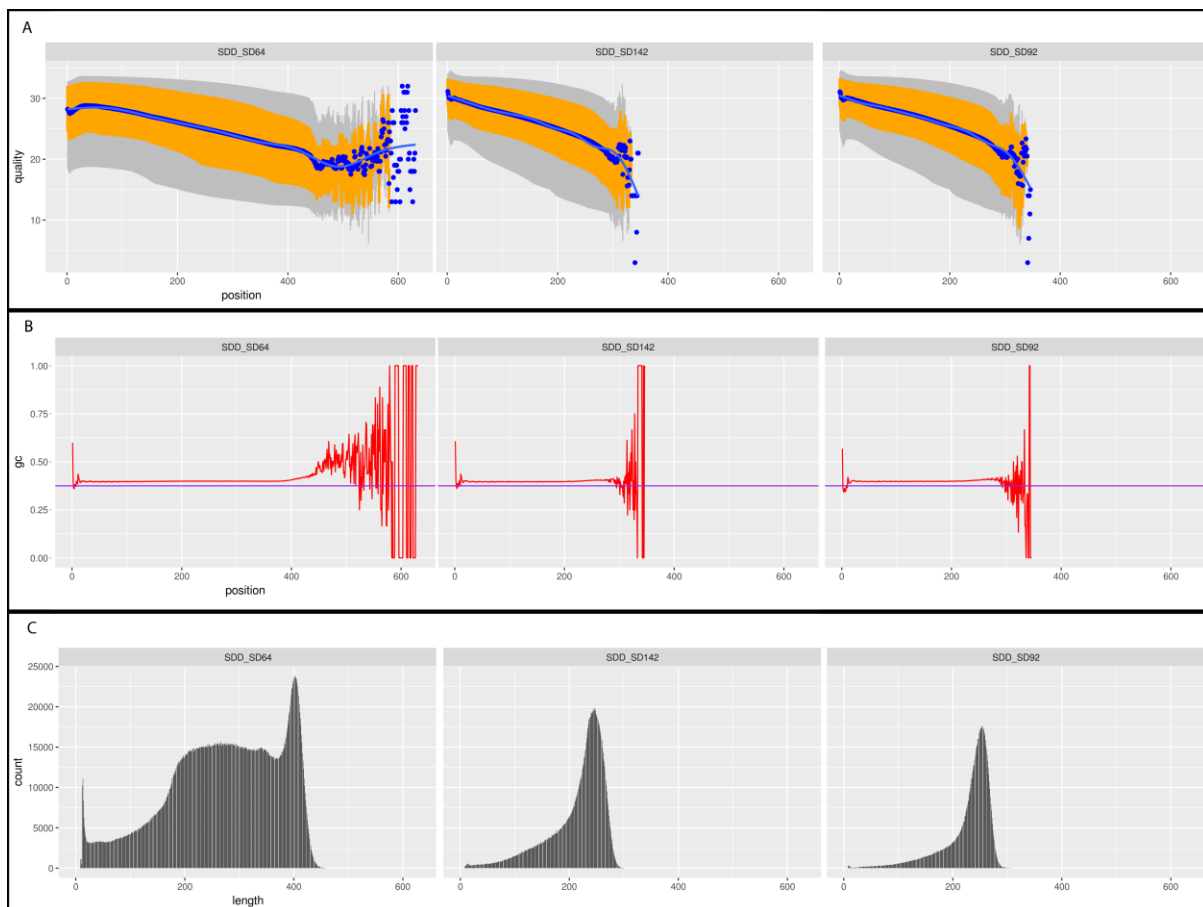 A
SDD_SD64 SDD_SD142 SDD_SD92
quality
30
20
10
0 200 400 600 0 200 400 600 0 200 400 600
position
B
SDD_SD64 SDD_SD142 SDD_SD92
gc
1.00
0.75
0.50
0.25
0.00
0 200 400 600 0 200 400 600 0 200 400 600
position
C
SDD_SD64 SDD_SD142 SDD_SD92
count
25000
20000
15000
10000
5000
0
0 200 400 600 0 200 400 600 0 200 400 600
length